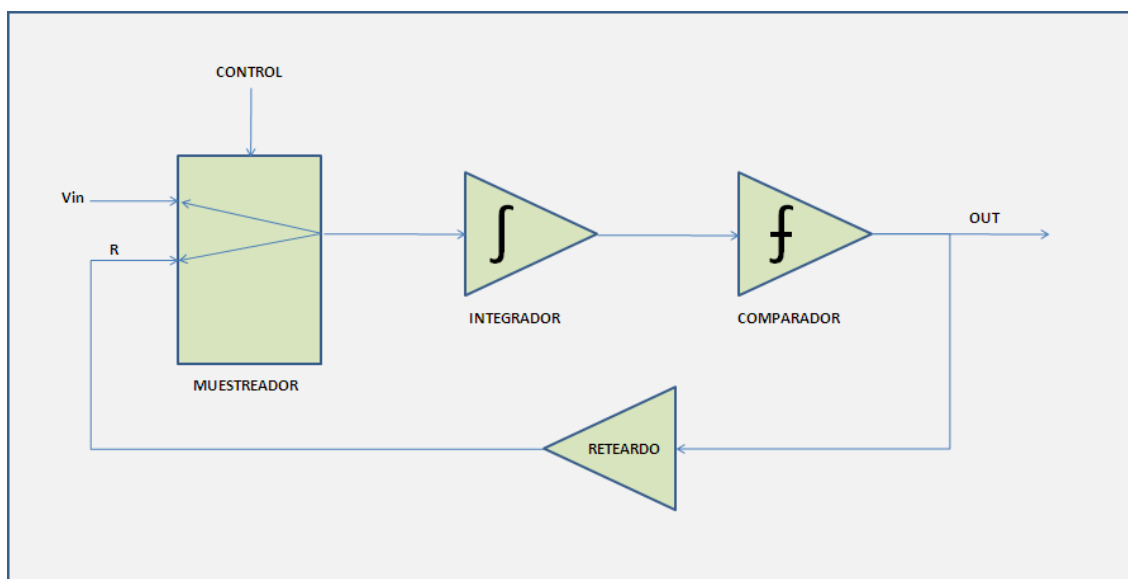 CONTROL
Vin
OUT
R
INTEGRADOR
COMPARADOR
MUESTREADOR
RETEARDO